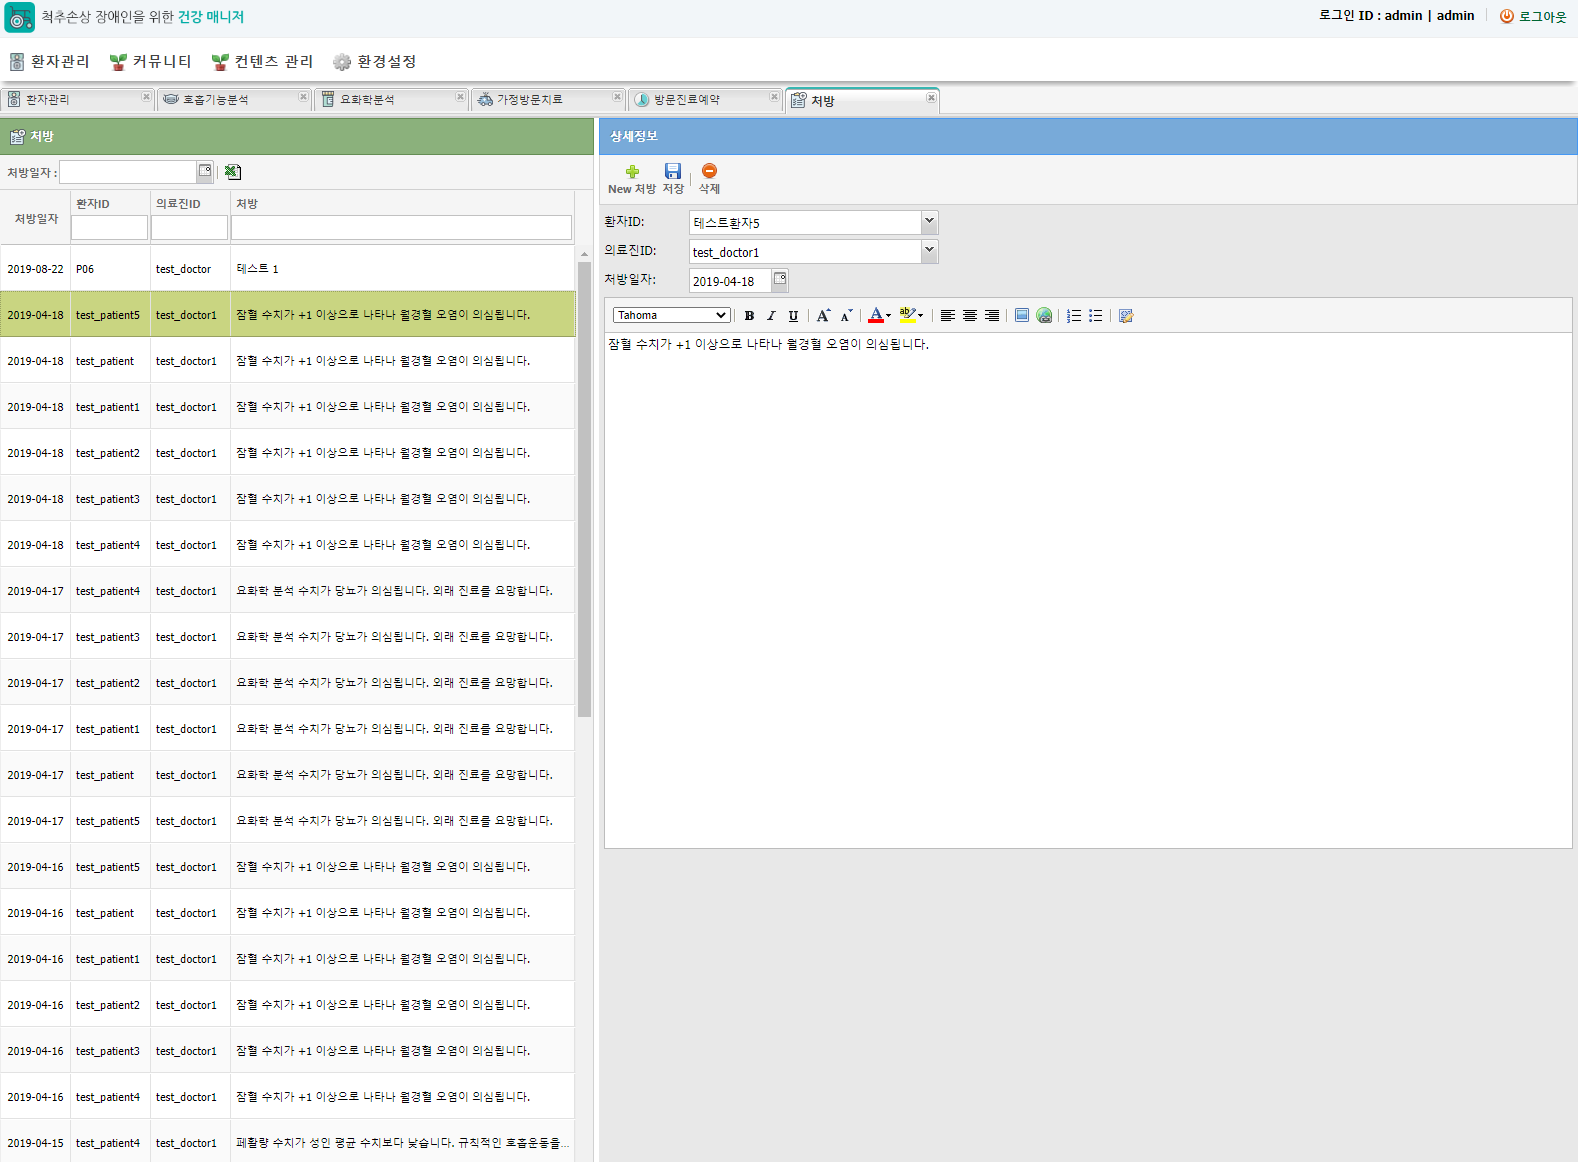 척추손상 장애인을 위한 건강 매니저
로그인 ID : admin | admin
로그아웃
환자관리
커뮤니티
컨텐츠 관리
환경설정
환자관리
호흡기능분석
요화학분석
가정방문치료
방문진료예약
처방
처방
처방일자 :
처방일자
환자ID
의료진ID
처방
2019-08-22 P06 test_doctor 테스트 1
2019-04-18 test_patient5 test_doctor1 잠혈 수치가 +1 이상으로 나타나 월경혈 오염이 의심됩니다.
2019-04-18 test_patient test_doctor1 잠혈 수치가 +1 이상으로 나타나 월경혈 오염이 의심됩니다.
2019-04-18 test_patient1 test_doctor1 잠혈 수치가 +1 이상으로 나타나 월경혈 오염이 의심됩니다.
2019-04-18 test_patient2 test_doctor1 잠혈 수치가 +1 이상으로 나타나 월경혈 오염이 의심됩니다.
2019-04-18 test_patient3 test_doctor1 잠혈 수치가 +1 이상으로 나타나 월경혈 오염이 의심됩니다.
2019-04-18 test_patient4 test_doctor1 잠혈 수치가 +1 이상으로 나타나 월경혈 오염이 의심됩니다.
2019-04-17 test_patient4 test_doctor1 요화학 분석 수치가 당뇨가 의심됩니다. 외래 진료를 요망합니다.
2019-04-17 test_patient3 test_doctor1 요화학 분석 수치가 당뇨가 의심됩니다. 외래 진료를 요망합니다.
2019-04-17 test_patient2 test_doctor1 요화학 분석 수치가 당뇨가 의심됩니다. 외래 진료를 요망합니다.
2019-04-17 test_patient1 test_doctor1 요화학 분석 수치가 당뇨가 의심됩니다. 외래 진료를 요망합니다.
2019-04-17 test_patient test_doctor1 요화학 분석 수치가 당뇨가 의심됩니다. 외래 진료를 요망합니다.
2019-04-17 test_patient5 test_doctor1 요화학 분석 수치가 당뇨가 의심됩니다. 외래 진료를 요망합니다.
2019-04-16 test_patient5 test_doctor1 잠혈 수치가 +1 이상으로 나타나 월경혈 오염이 의심됩니다.
2019-04-16 test_patient test_doctor1 잠혈 수치가 +1 이상으로 나타나 월경혈 오염이 의심됩니다.
2019-04-16 test_patient1 test_doctor1 잠혈 수치가 +1 이상으로 나타나 월경혈 오염이 의심됩니다.
2019-04-16 test_patient2 test_doctor1 잠혈 수치가 +1 이상으로 나타나 월경혈 오염이 의심됩니다.
2019-04-16 test_patient3 test_doctor1 잠혈 수치가 +1 이상으로 나타나 월경혈 오염이 의심됩니다.
2019-04-16 test_patient4 test_doctor1 잠혈 수치가 +1 이상으로 나타나 월경혈 오염이 의심됩니다.
2019-04-15 test_patient4 test_doctor1 폐활량 수치가 성인 평균 수치보다 낮습니다. 규칙적인 호흡운동을...
상세정보
New 처방
저장
삭제
환자ID: 테스트환자5
의료진ID: test_doctor1
처방일자: 2019-04-18
Tahoma B I U A A A ab
잠혈 수치가 +1 이상으로 나타나 월경혈 오염이 의심됩니다.